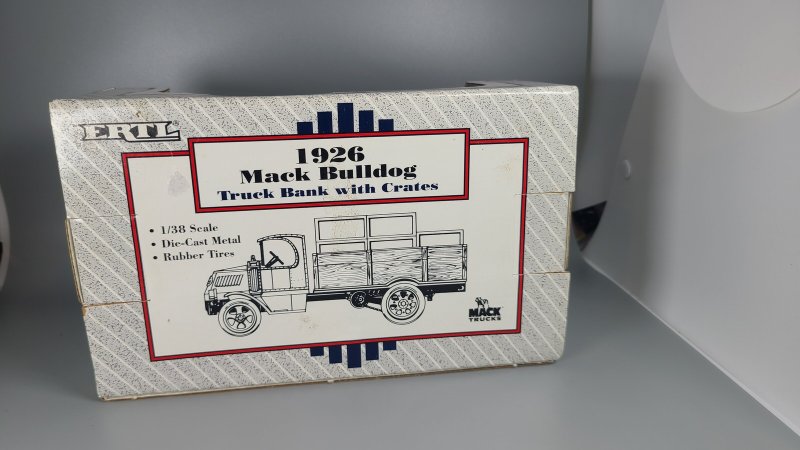 ERTL
1926
Mack Bulldog
Truck Bank with Crates
• 1/38 Scale
• Die-Cast Metal
• Rubber Tires
MACK
TRUCKS